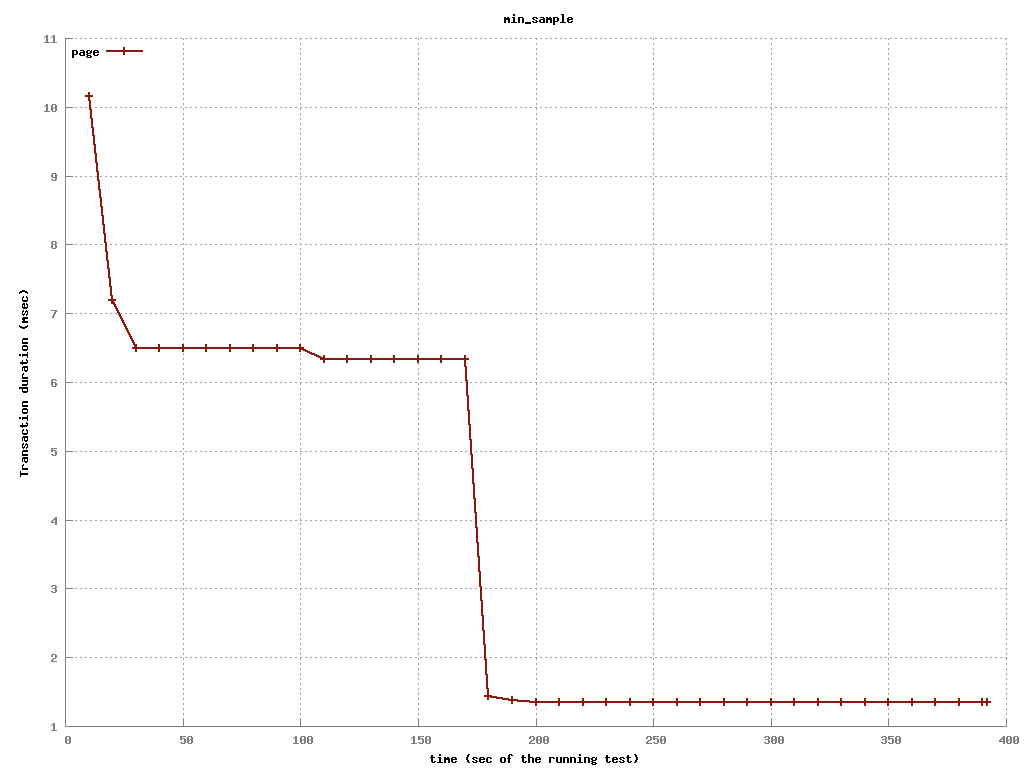 min_sample
page
11
10
9
8
7
6
5
4
3
2
1
Transaction duration (msec)
0 50 100 150 200 250 300 350 400
time (sec of the running test)